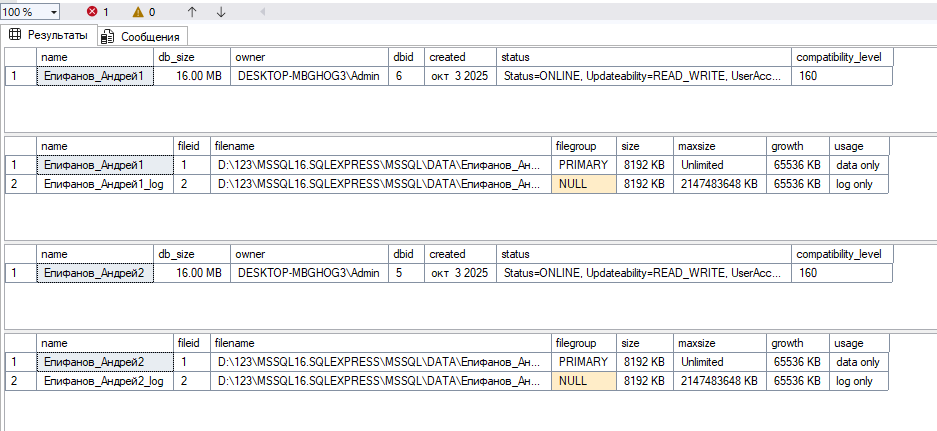 100 % 1 0
Результаты Сообщения
name db_size owner dbid created status compatibility_level
1 Епифанов_Андрей1 16.00 MB DESKTOP-MBGHOG3\Admin 6 окт 3 2025 Status=ONLINE, Updateability=READ_WRITE, UserAcc... 160
name fileid filename filegroup size maxsize growth usage
1 Епифанов_Андрей1 1 D:\123\MSSQL16.SQLEXPRESS\MSSQL\DATA\Епифанов_Ан... PRIMARY 8192 KB Unlimited 65536 KB data only
2 Епифанов_Андрей1_log 2 D:\123\MSSQL16.SQLEXPRESS\MSSQL\DATA\Епифанов_Ан... NULL 8192 KB 2147483648 KB 65536 KB log only
name db_size owner dbid created status compatibility_level
1 Епифанов_Андрей2 16.00 MB DESKTOP-MBGHOG3\Admin 5 окт 3 2025 Status=ONLINE, Updateability=READ_WRITE, UserAcc... 160
name fileid filename filegroup size maxsize growth usage
1 Епифанов_Андрей2 1 D:\123\MSSQL16.SQLEXPRESS\MSSQL\DATA\Епифанов_Ан... PRIMARY 8192 KB Unlimited 65536 KB data only
2 Епифанов_Андрей2_log 2 D:\123\MSSQL16.SQLEXPRESS\MSSQL\DATA\Епифанов_Ан... NULL 8192 KB 2147483648 KB 65536 KB log only